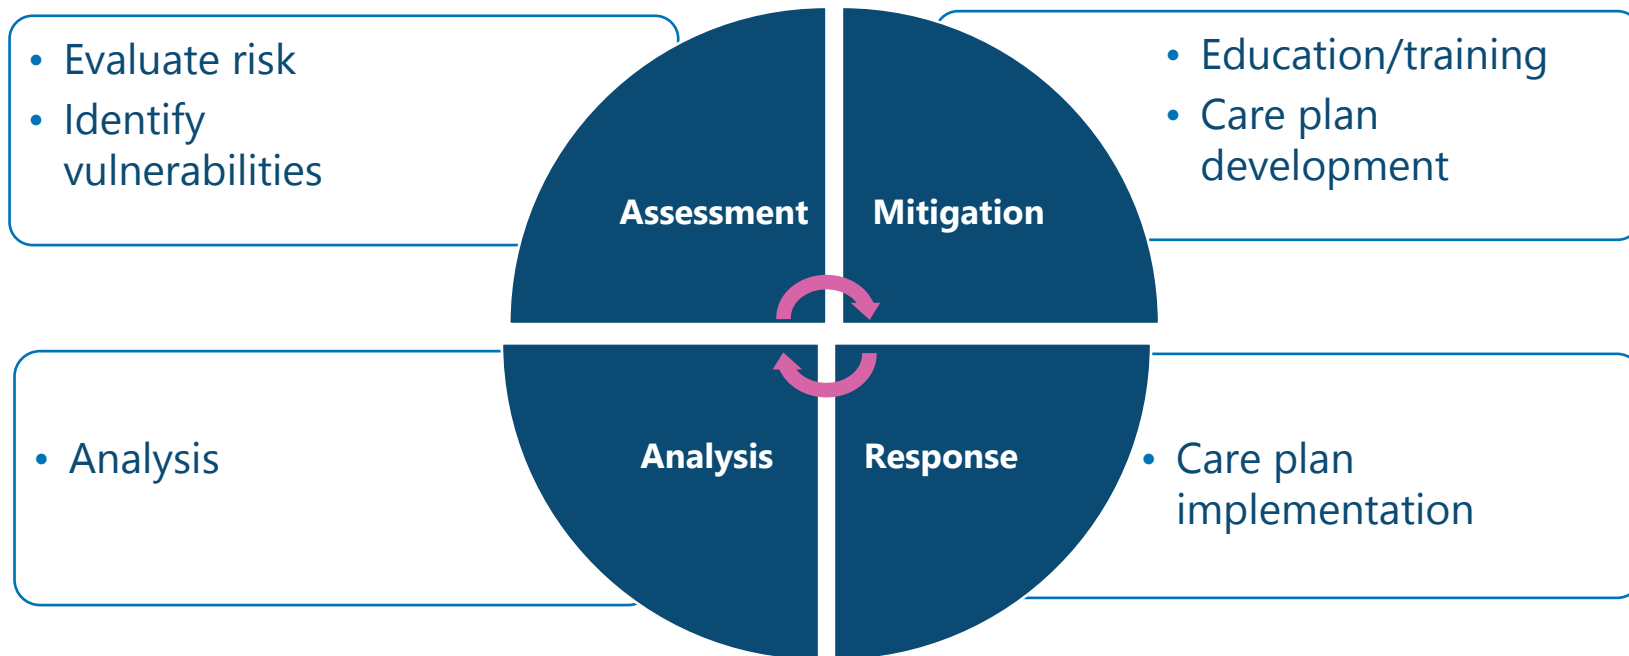 • Evaluate risk
• Identify
vulnerabilities
Assessment
Mitigation
• Education/training
• Care plan
development
• Analysis
Analysis
Response
• Care plan
implementation